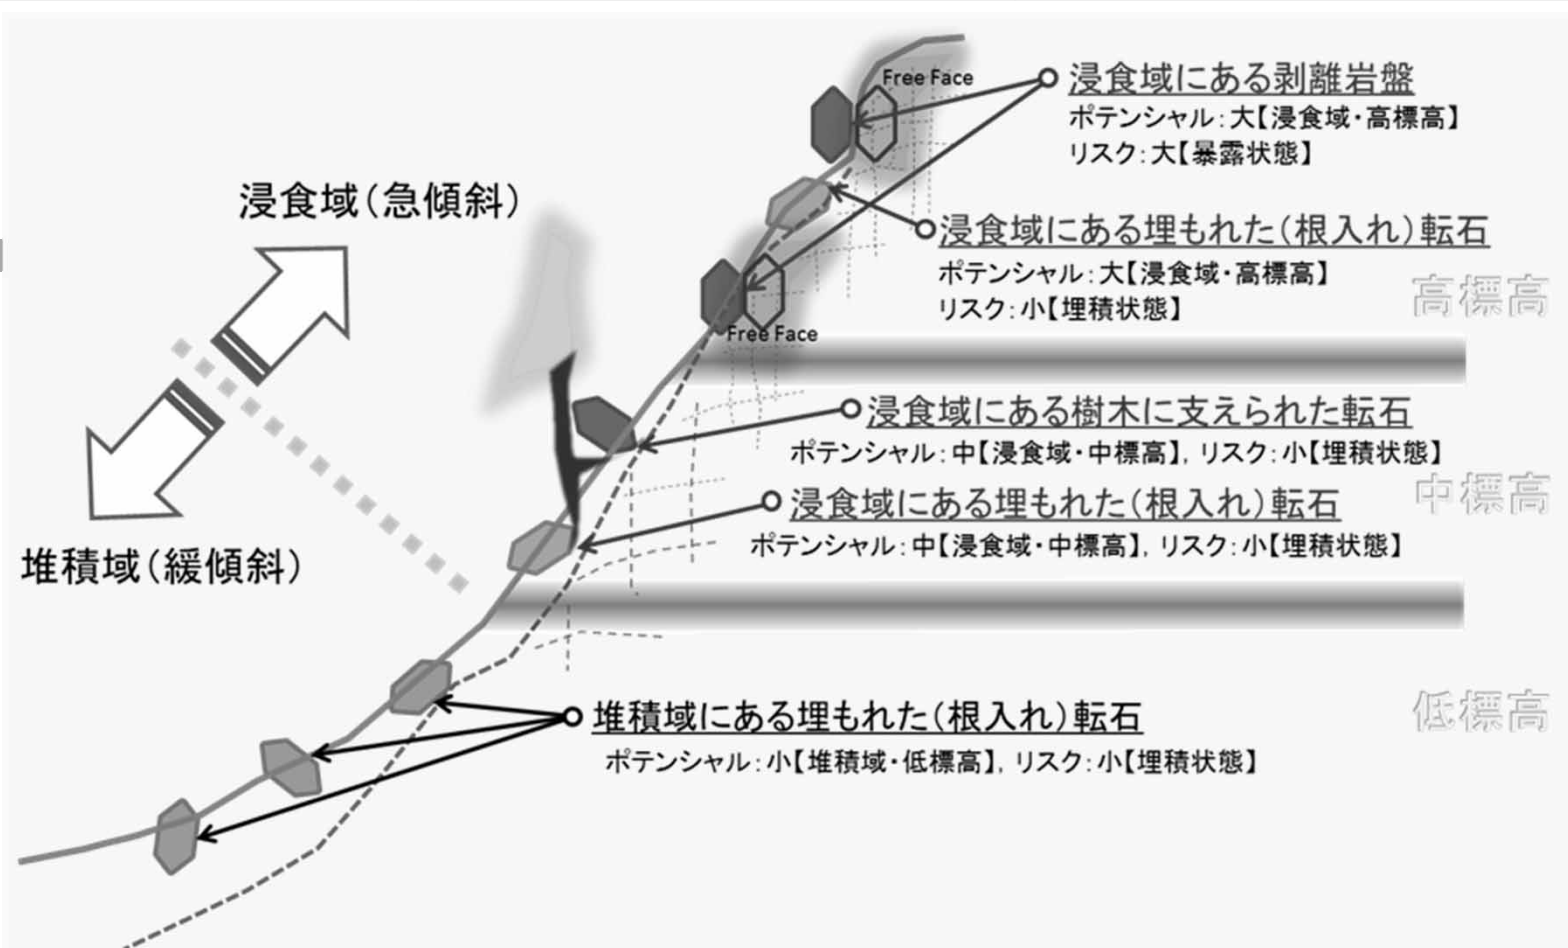 Free Face
浸食域にある剥離岩盤
ポテンシャル：大【浸食域・高標高】
リスク：大【暴露状態】
浸食域（急傾斜）
浸食域にある埋もれた（根入れ）転石
ポテンシャル：大【浸食域・高標高】
リスク：小【埋積状態】
高標高
Free Face
浸食域にある樹木に支えられた転石
ポテンシャル：中【浸食域・中標高】，リスク：小【埋積状態】
中標高
浸食域にある埋もれた（根入れ）転石
ポテンシャル：中【浸食域・中標高】，リスク：小【埋積状態】
堆積域（緩傾斜）
堆積域にある埋もれた（根入れ）転石
ポテンシャル：小【堆積域・低標高】，リスク：小【埋積状態】
低標高